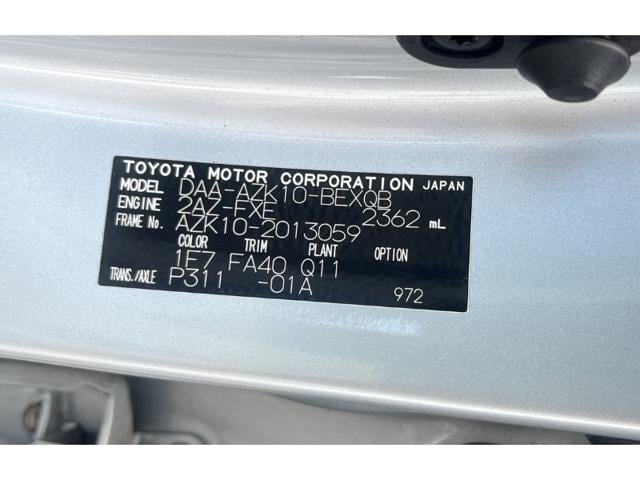 TOYOTA MOTOR CORPORATION JAPAN
MODEL DAA-AZK10-BEXQB
ENGINE 2AZ-FXE 2362 mL
FRAME No. AZK10-2013059
COLOR TRIM PLANT OPTION
1F7 FA40 Q11
TRANS./AXLE P311 -01A
972